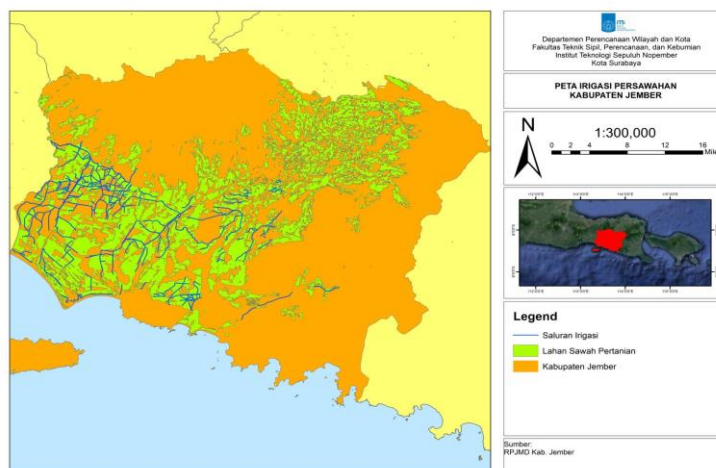 ITS
Departemen Perencanaan Wilayah dan Kota
Fakultas Teknik Sipil, Perencanaan, dan Kebumian
Institut Teknologi Sepuluh Nopember
Kota Surabaya
PETA IRIGASI PERSAWAHAN
KABUPATEN JEMBER
N
1:300,000
0 2 4 8 12 16
Mile
Legend
Saluran Irigasi
Lahan Sawah Pertanian
Kabupaten Jember
Sumber:
RPJMD Kab. Jember